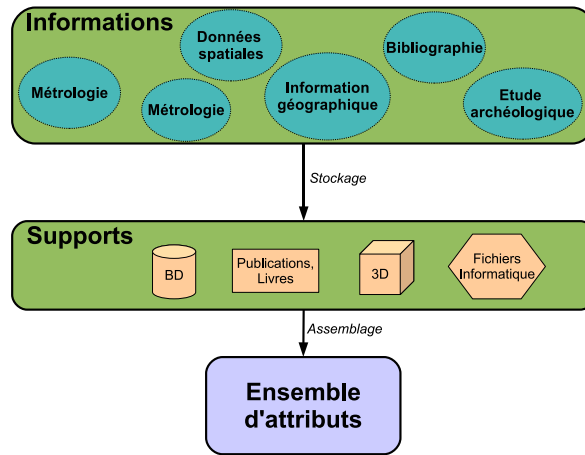 Informations
Données
spatiales
Bibliographie
Métrologie
Métrologie
Information
géographique
Etude
archéologique
Stockage
Supports
BD
Publications,
Livres
3D
Fichiers
Informatique
Assemblage
Ensemble
d'attributs